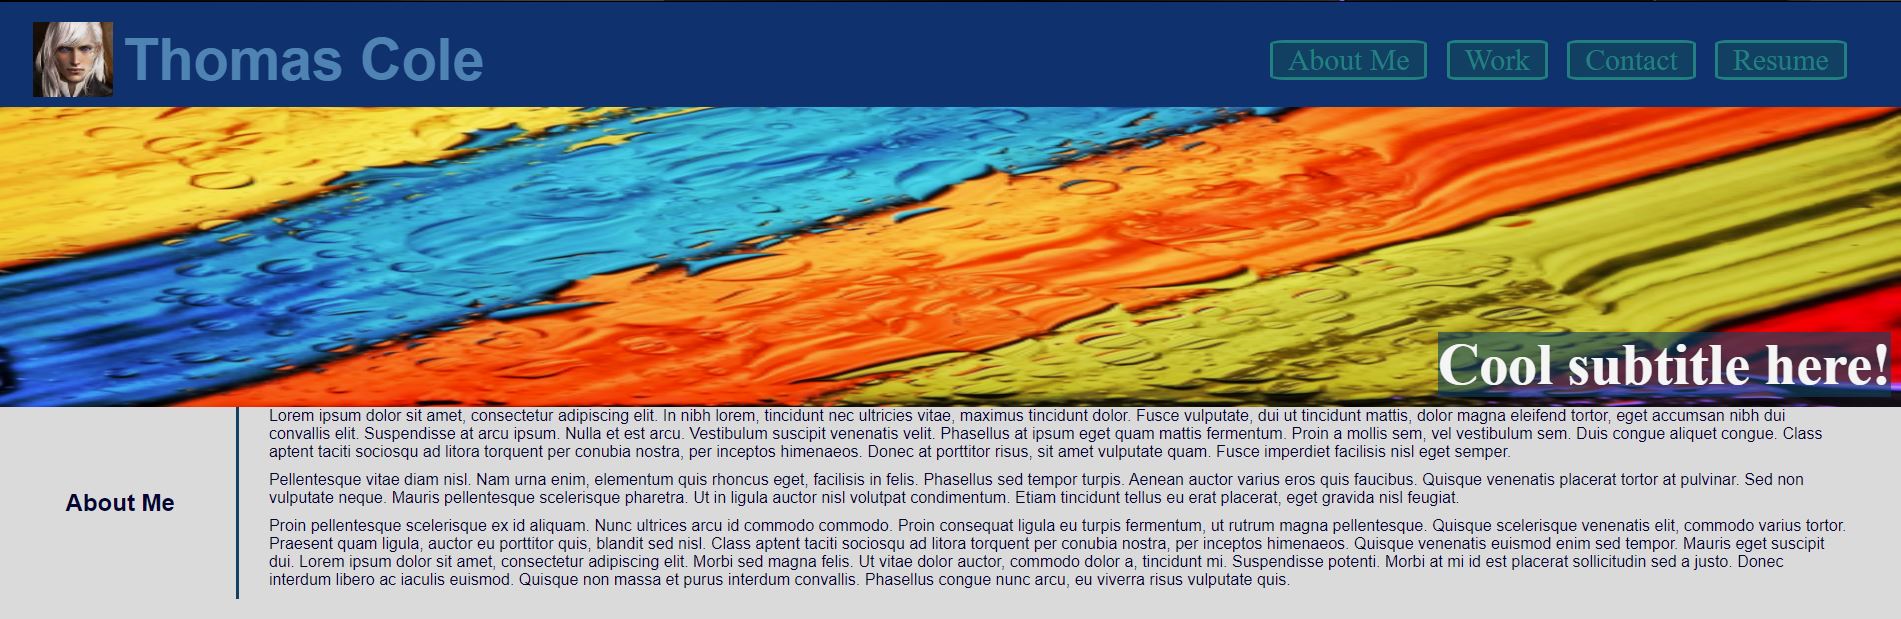 Thomas Cole
About Me
Work
Contact
Resume
Cool subtitle here!
About Me
Lorem ipsum dolor sit amet, consectetur adipiscing elit. In nibh lorem, tincidunt nec ultricies vitae, maximus tincidunt dolor. Fusce vulputate, dui ut tincidunt mattis, dolor magna eleifend tortor, eget accumsan nibh dui
convallis elit. Suspendisse at arcu ipsum. Nulla et est arcu. Vestibulum suscipit venenatis velit. Phasellus at ipsum eget quam mattis fermentum. Proin a mollis sem, vel vestibulum sem. Duis congue aliquet congue. Class
aptent taciti sociosqu ad litora torquent per conubia nostra, per inceptos himenaeos. Donec at porttitor risus, sit amet vulputate quam. Fusce imperdiet facilisis nisl eget semper.
Pellentesque vitae diam nisl. Nam urna enim, elementum quis rhoncus eget, facilisis in felis. Phasellus sed tempor turpis. Aenean auctor varius eros quis faucibus. Quisque venenatis placerat tortor at pulvinar. Sed non
vulputate neque. Mauris pellentesque scelerisque pharetra. Ut in ligula auctor nisl volutpat condimentum. Etiam tincidunt tellus eu erat placerat, eget gravida nisl feugiat.
Proin pellentesque scelerisque ex id aliquam. Nunc ultrices arcu id commodo commodo. Proin consequat ligula eu turpis fermentum, ut rutrum magna pellentesque. Quisque scelerisque venenatis elit, commodo varius tortor.
Praesent quam ligula, auctor eu porttitor quis, blandit sed nisl. Class aptent taciti sociosqu ad litora torquent per conubia nostra, per inceptos himenaeos. Quisque venenatis euismod enim sed tempor. Mauris eget suscipit
dui. Lorem ipsum dolor sit amet, consectetur adipiscing elit. Morbi sed magna felis. Ut vitae dolor auctor, commodo dolor a, tincidunt mi. Suspendisse potenti. Morbi at mi id est placerat sollicitudin sed a justo. Donec
interdum libero ac iaculis euismod. Quisque non massa et purus interdum convallis. Phasellus congue nunc arcu, eu viverra risus vulputate quis.